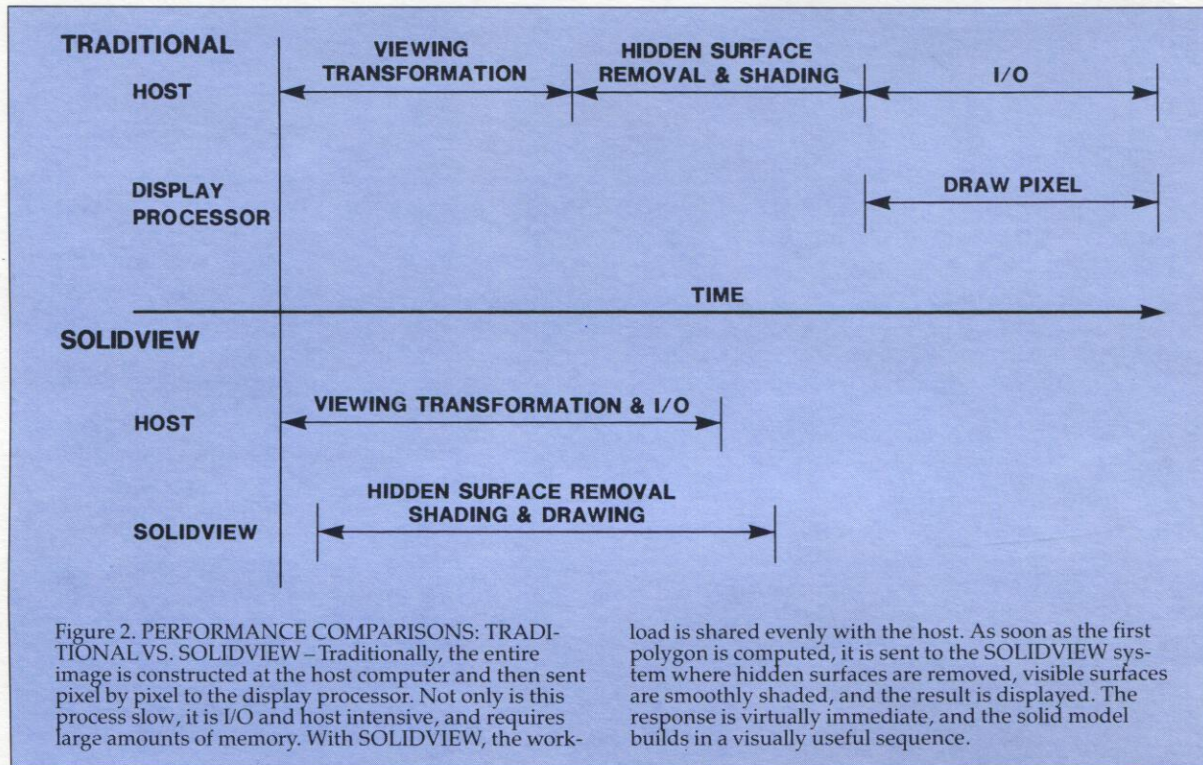 TRADITIONAL
VIEWING
TRANSFORMATION
HIDDEN SURFACE
REMOVAL & SHADING
I/O
HOST
DISPLAY
PROCESSOR
DRAW PIXEL
TIME
SOLIDVIEW
HOST
VIEWING TRANSFORMATION & I/O
HIDDEN SURFACE REMOVAL
SHADING & DRAWING
SOLIDVIEW
Figure 2. PERFORMANCE COMPARISONS: TRADI-
TIONAL VS. SOLIDVIEW – Traditionally, the entire
image is constructed at the host computer and then sent
pixel by pixel to the display processor. Not only is this
process slow, it is I/O and host intensive, and requires
large amounts of memory. With SOLIDVIEW, the work-
load is shared evenly with the host. As soon as the first
polygon is computed, it is sent to the SOLIDVIEW sys-
tem where hidden surfaces are removed, visible surfaces
are smoothly shaded, and the result is displayed. The
response is virtually immediate, and the solid model
builds in a visually useful sequence.